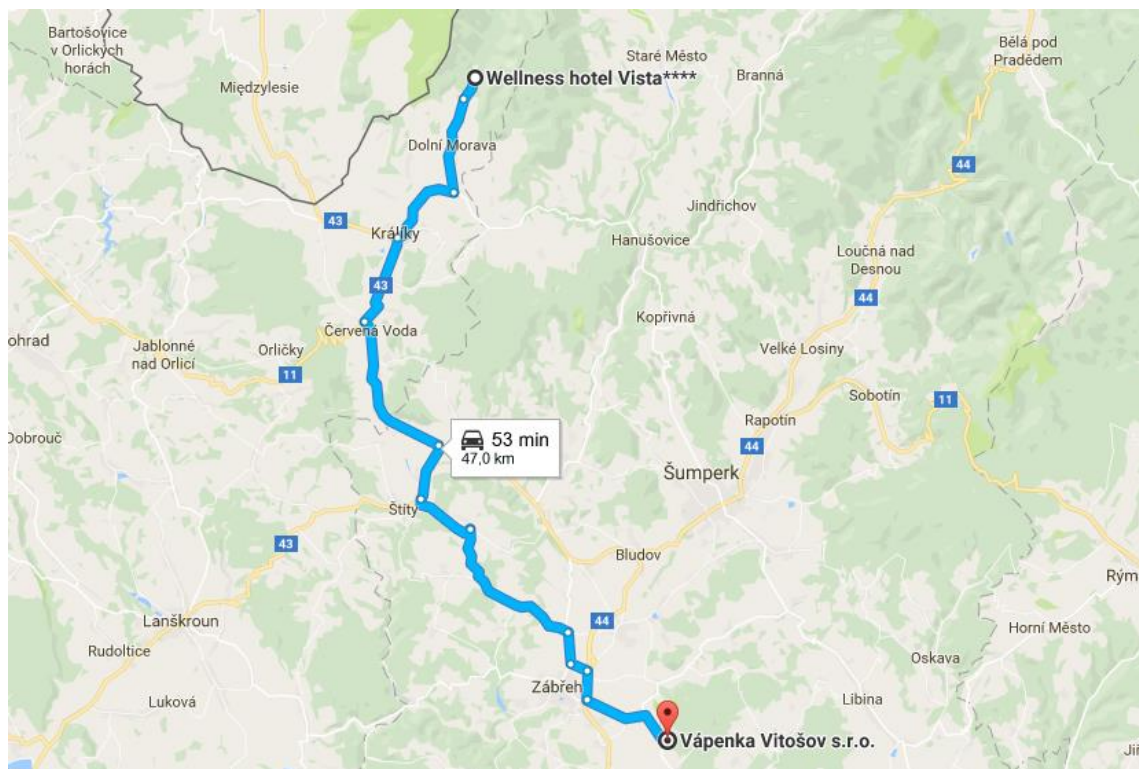 Bartošovice
v Orlických
horách
Staré Město
Bělá pod
Pradědem
Międzylesie
Wellness hotel Vista****
Branná
Dolní Morava
44
Jindřichov
43
Králíky
Hanušovice
Loučná nad
Desnou
43
44
Kopřivná
Červená Voda
ohrad
Jablonné
nad Orlicí
Orličky
Velké Losiny
11
Sobotín
11
Dobrouč
53 min
47,0 km
Rapotín
44
Šumperk
Štíty
43
Bludov
Rým
Lanškroun
44
Horní Město
Rudoltice
Oskava
Zábřeh
Luková
Libina
Vápenka Vitošov s.r.o.
Jií